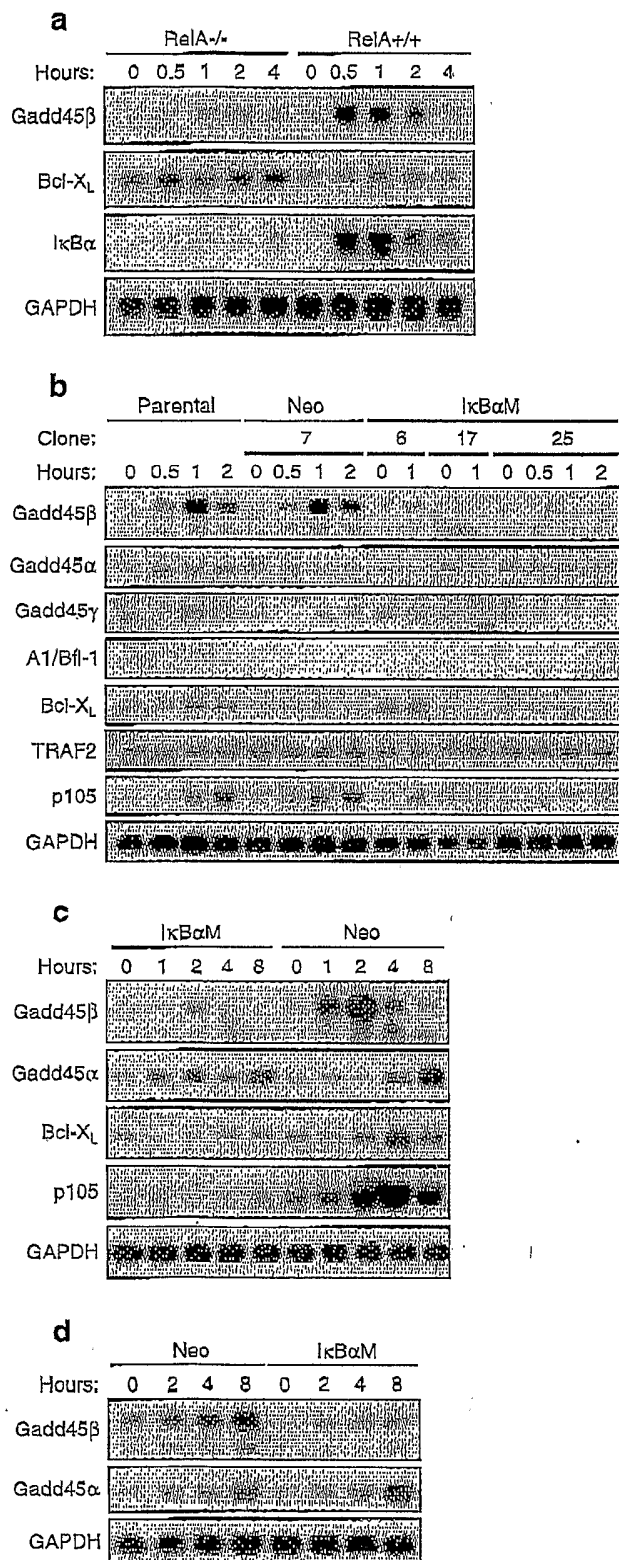 a
RelA-/- RelA+/+
Hours: 0 0.5 1 2 4 0 0.5 1 2 4
Gadd45β
Bcl-XL
IκBα
GAPDH
b
Parental Neo IκBαM
Clone: 7 6 17 25
Hours: 0 0.5 1 2 0 0.5 1 2 0 1 0 1 0 0.5 1 2
Gadd45β
Gadd45α
Gadd45γ
A1/Bfl-1
Bcl-XL
TRAF2
p105
GAPDH
c
IκBαM Neo
Hours: 0 1 2 4 8 0 1 2 4 8
Gadd45β
Gadd45α
Bcl-XL
p105
GAPDH
d
Neo IκBαM
Hours: 0 2 4 8 0 2 4 8
Gadd45β
Gadd45α
GAPDH